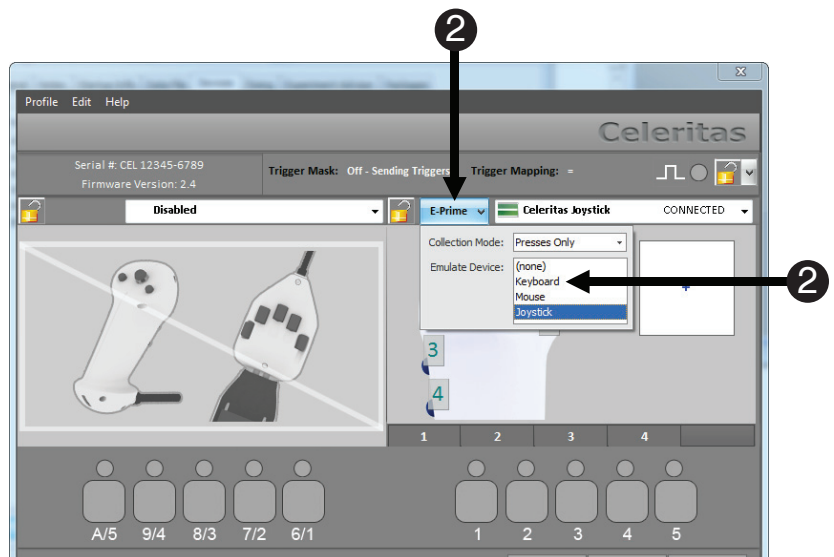 2
Profile Edit Help
Celeritas
Serial #: CEL 12345-6789
Firmware Version: 2.4
Trigger Mask: Off - Sending Triggers Trigger Mapping: =
Disabled
E-Prime
Celeritas Joystick
CONNECTED
Collection Mode: Presses Only
Emulate Device: (none)
Keyboard
2
Mouse
Joystick
3
4
1 2 3 4
A/5 9/4 8/3 7/2 6/1
1 2 3 4 5